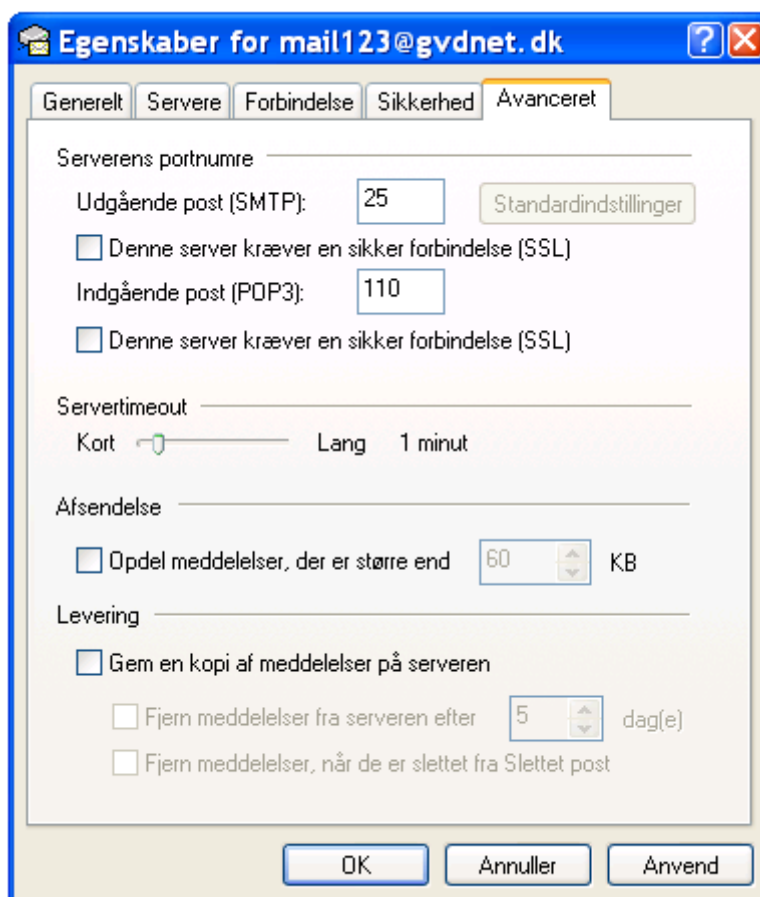 Egenskaber for mail123@gvdnet.dk
Generelt Servere Forbindelse Sikkerhed Avanceret
Serverens portnumre
Udgående post (SMTP): 25 Standardindstillinger
Denne server kræver en sikker forbindelse (SSL)
Indgående post (POP3): 110
Denne server kræver en sikker forbindelse (SSL)
Servertimeout
Kort Lang 1 minut
Afsendelse
Opdel meddelelser, der er større end 60 KB
Levering
Gem en kopi af meddelelser på serveren
Fjern meddelelser fra serveren efter 5 dag(e)
Fjern meddelelser, når de er slettet fra Slettet post
OK Annuller Anvend